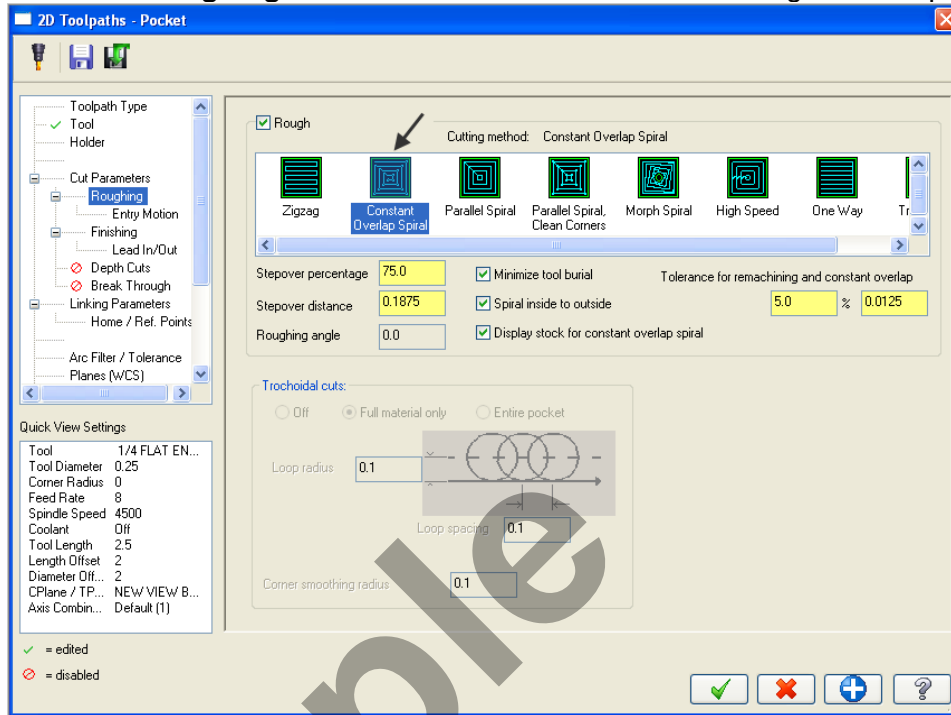 2D Toolpaths - Pocket
Toolpath Type
Tool
Holder
Cut Parameters
Roughing
Entry Motion
Finishing
Lead In/Out
Depth Cuts
Break Through
Linking Parameters
Home / Ref. Points
Arc Filter / Tolerance
Planes (WCS)
Quick View Settings
Tool 1/4 FLAT EN...
Tool Diameter 0.25
Corner Radius 0
Feed Rate 8
Spindle Speed 4500
Coolant Off
Tool Length 2.5
Length Offset 2
Diameter Off... 2
CPlane / TP... NEW VIEW B...
Axis Combin... Default (1)
= edited
= disabled
Rough
Cutting method: Constant Overlap Spiral
Zigzag
Constant Overlap Spiral
Parallel Spiral
Parallel Spiral, Clean Corners
Morph Spiral
High Speed
One Way
Tr
Stepover percentage 75.0
Minimize tool burial
Tolerance for remachining and constant overlap
Stepover distance 0.1875
Spiral inside to outside
5.0 % 0.0125
Roughing angle 0.0
Display stock for constant overlap spiral
Trochoidal cuts:
Off
Full material only
Entire pocket
Loop radius 0.1
Loop spacing 0.1
Corner smoothing radius 0.1
ple